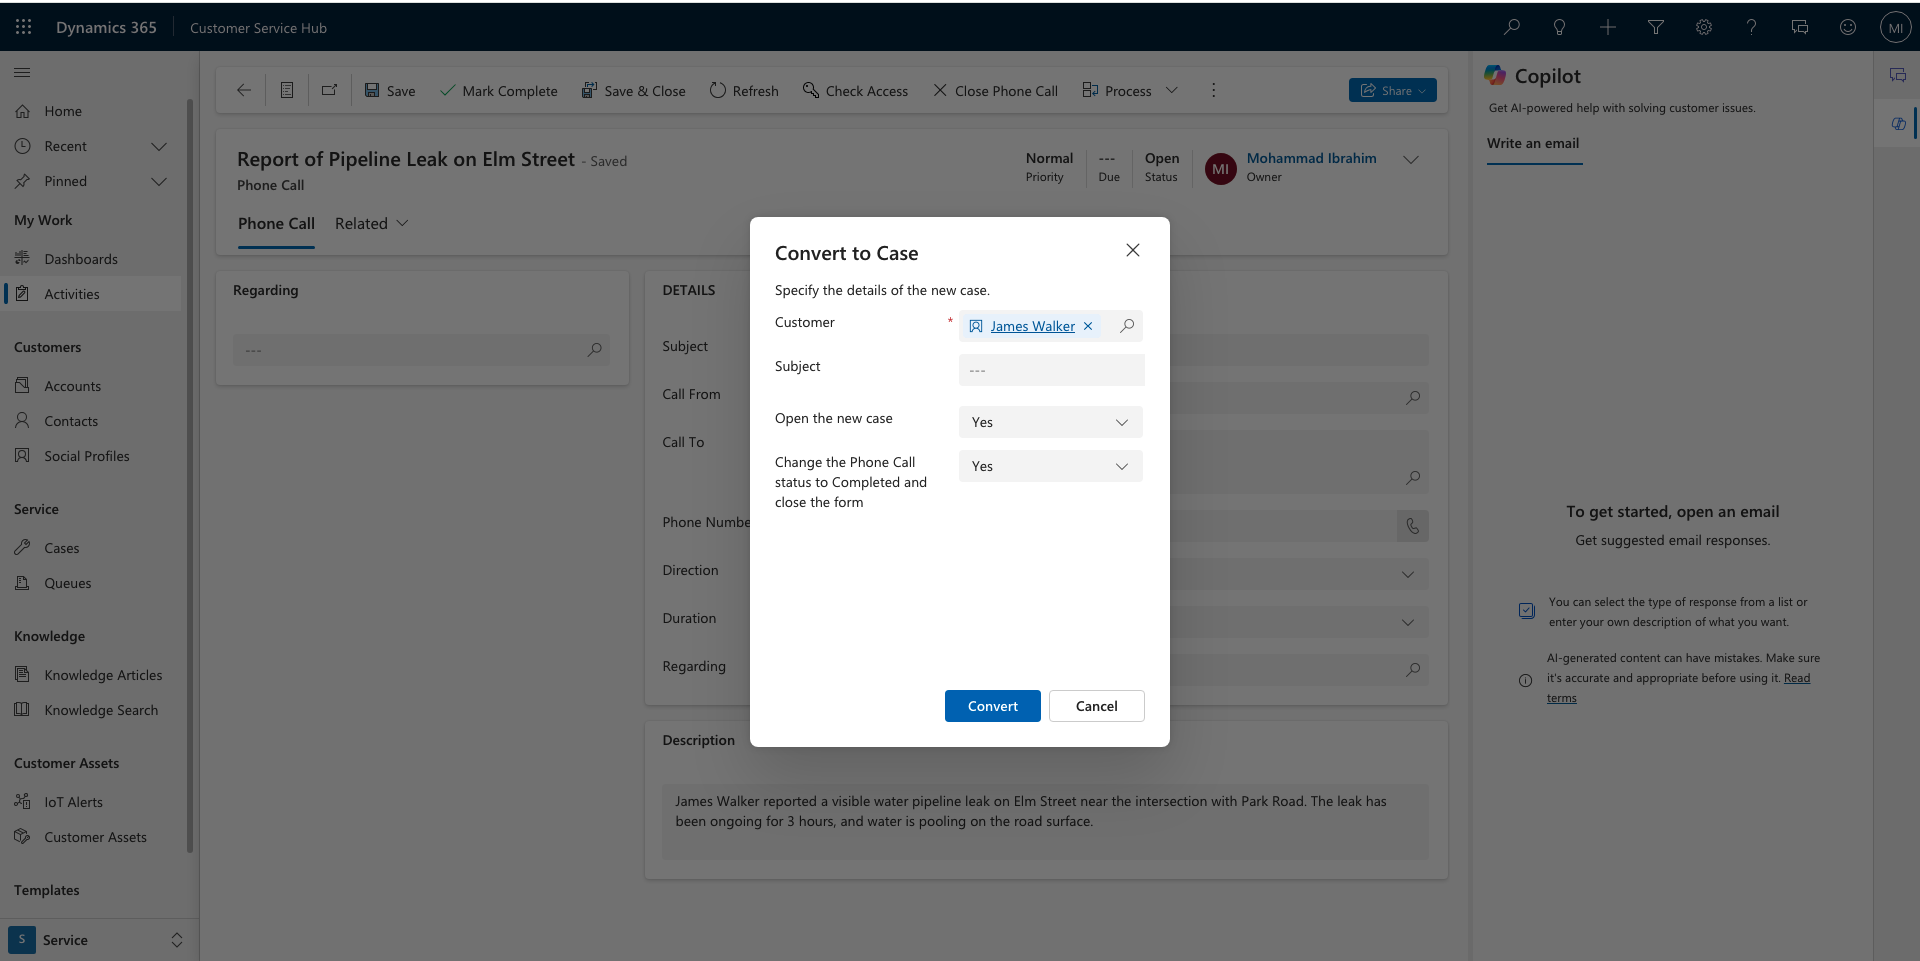 Dynamics 365
Customer Service Hub
MI
Home
Recent
Pinned
My Work
Dashboards
Activities
Customers
Accounts
Contacts
Social Profiles
Service
Cases
Queues
Knowledge
Knowledge Articles
Knowledge Search
Customer Assets
IoT Alerts
Customer Assets
Templates
S
Service
Save
Mark Complete
Save & Close
Refresh
Check Access
Close Phone Call
Process
Share
Report of Pipeline Leak on Elm Street - Saved
Phone Call
Normal
Priority
---
Due
Open
Status
MI
Mohammad Ibrahim
Owner
Phone Call
Related
Regarding
---
DETAILS
Subject
Call From
Call To
Phone Numbe
Direction
Duration
Regarding
Convert to Case
Specify the details of the new case.
Customer
*
James Walker
Subject
---
Open the new case
Yes
Change the Phone Call
status to Completed and
close the form
Yes
Convert
Cancel
Description
James Walker reported a visible water pipeline leak on Elm Street near the intersection with Park Road. The leak has
been ongoing for 3 hours, and water is pooling on the road surface.
Copilot
Get AI-powered help with solving customer issues.
Write an email
To get started, open an email
Get suggested email responses.
You can select the type of response from a list or
enter your own description of what you want.
AI-generated content can have mistakes. Make sure
it's accurate and appropriate before using it. Read
terms